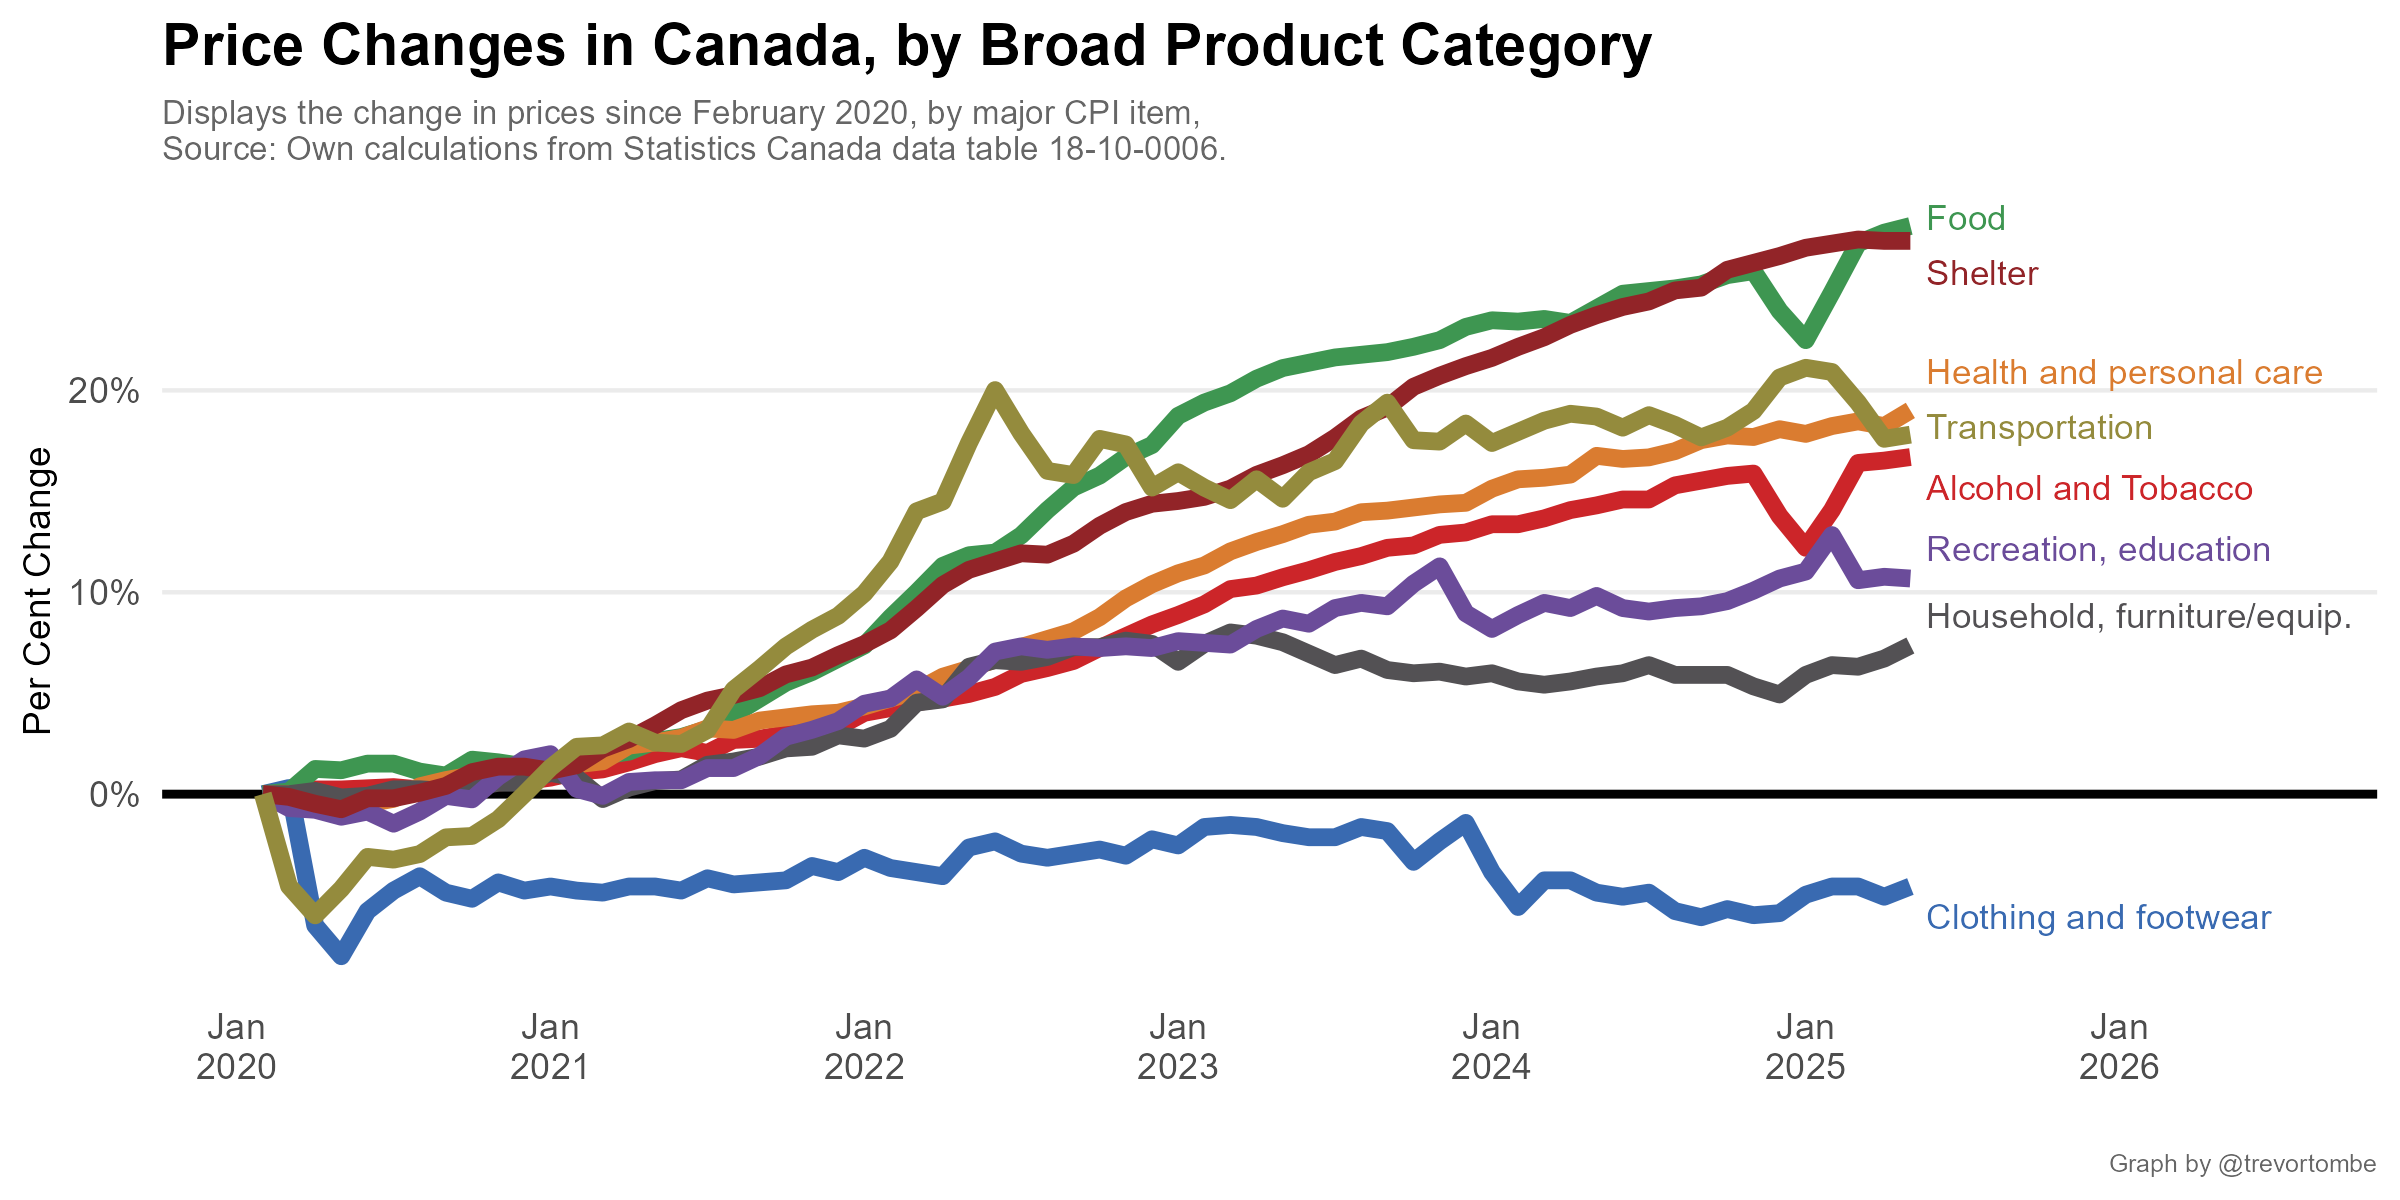 Price Changes in Canada, by Broad Product Category
Displays the change in prices since February 2020, by major CPI item,
Source: Own calculations from Statistics Canada data table 18-10-0006.
Per Cent Change
20%
10%
0%
Food
Shelter
Health and personal care
Transportation
Alcohol and Tobacco
Recreation, education
Household, furniture/equip.
Clothing and footwear
Jan
2020
Jan
2021
Jan
2022
Jan
2023
Jan
2024
Jan
2025
Jan
2026
Graph by @trevortombe